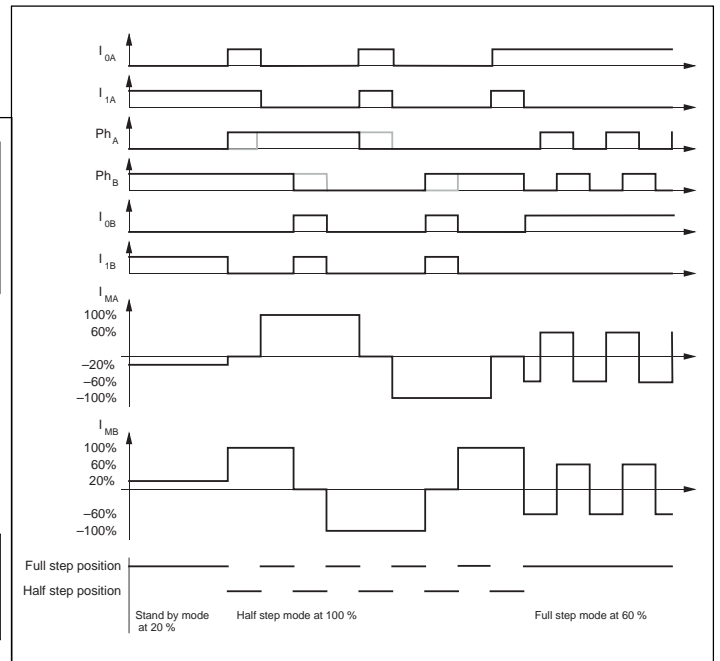 I0A
I1A
PhA
PhB
I0B
I1B
IMA
100%
60%
–20%
–60%
–100%
IMB
100%
60%
20%
–60%
–100%
Full step position
Half step position
Stand by mode
at 20 %
Half step mode at 100 %
Full step mode at 60 %